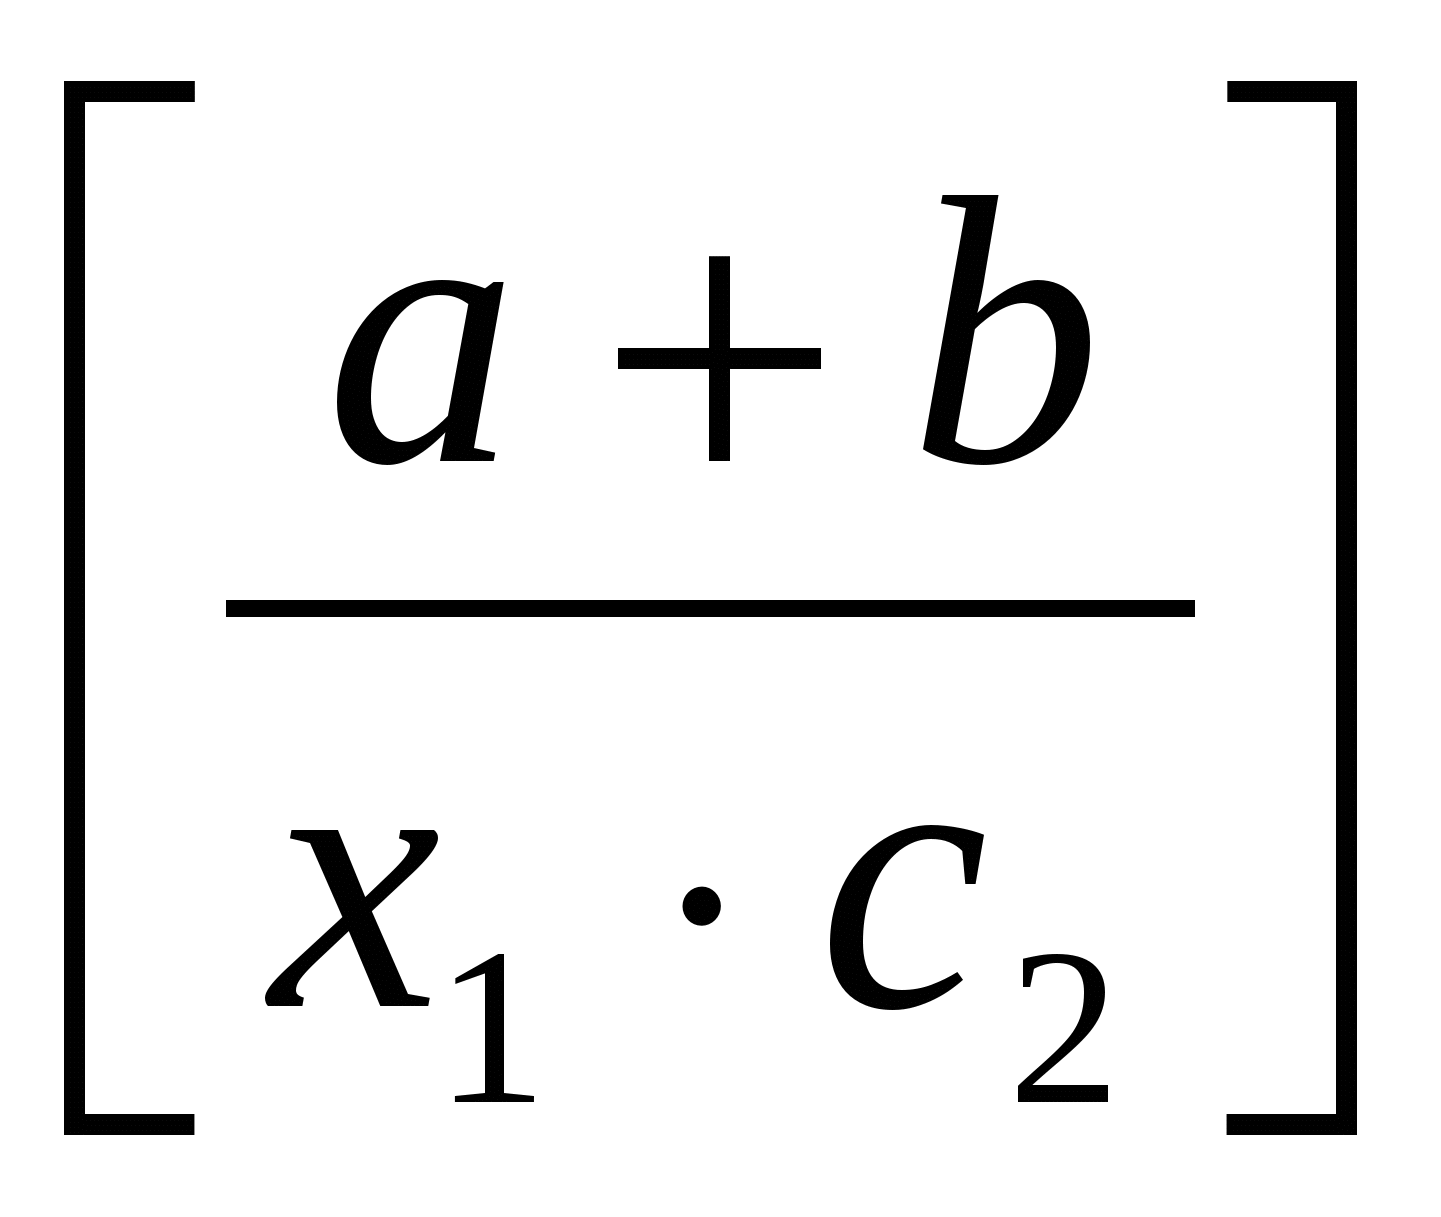 [
a + b
x₁ · c₂
]